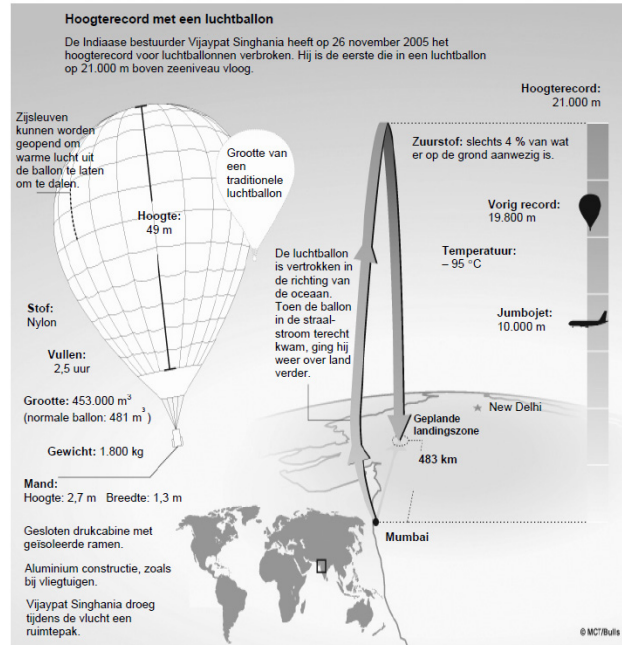 Hoogterecord met een luchtballon
De Indiaase bestuurder Vijaypat Singhania heeft op 26 november 2005 het
hoogterecord voor luchtballonnen verbroken. Hij is de eerste die in een luchtballon
op 21.000 m boven zeeniveau vloog.
Zijsleuven
kunnen worden
geopend om
warme lucht uit
de ballon te laten
om te dalen.
Grootte van
een
traditionele
luchtballon
Hoogte:
49 m
Stof:
Nylon
Vullen:
2,5 uur
Grootte: 453.000 m³
(normale ballon: 481 m³)
Gewicht: 1.800 kg
Mand:
Hoogte: 2,7 m Breedte: 1,3 m
Gesloten drukcabine met
geïsoleerde ramen.
Aluminium constructie, zoals
bij vliegtuigen.
Vijaypat Singhania droeg
tijdens de vlucht een
ruimtepak.
De luchtballon
is vertrokken in
de richting van
de oceaan.
Toen de ballon
in de straal-
stroom terecht
kwam, ging hij
weer over land
verder.
Hoogterecord:
21.000 m
Zuurstof: slechts 4 % van wat
er op de grond aanwezig is.
Vorig record:
19.800 m
Temperatuur:
– 95 °C
Jumbojet:
10.000 m
New Delhi
Geplande
landingszone
483 km
Mumbai
© MCT/Bulls